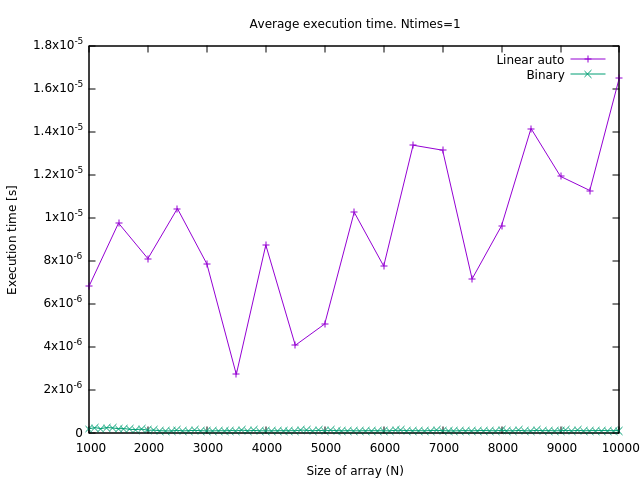 Average execution time. Ntimes=1
Linear auto
Binary
1.8x10-5
1.6x10-5
1.4x10-5
1.2x10-5
1x10-5
8x10-6
6x10-6
4x10-6
2x10-6
0
Execution time [s]
1000 2000 3000 4000 5000 6000 7000 8000 9000 10000
Size of array (N)